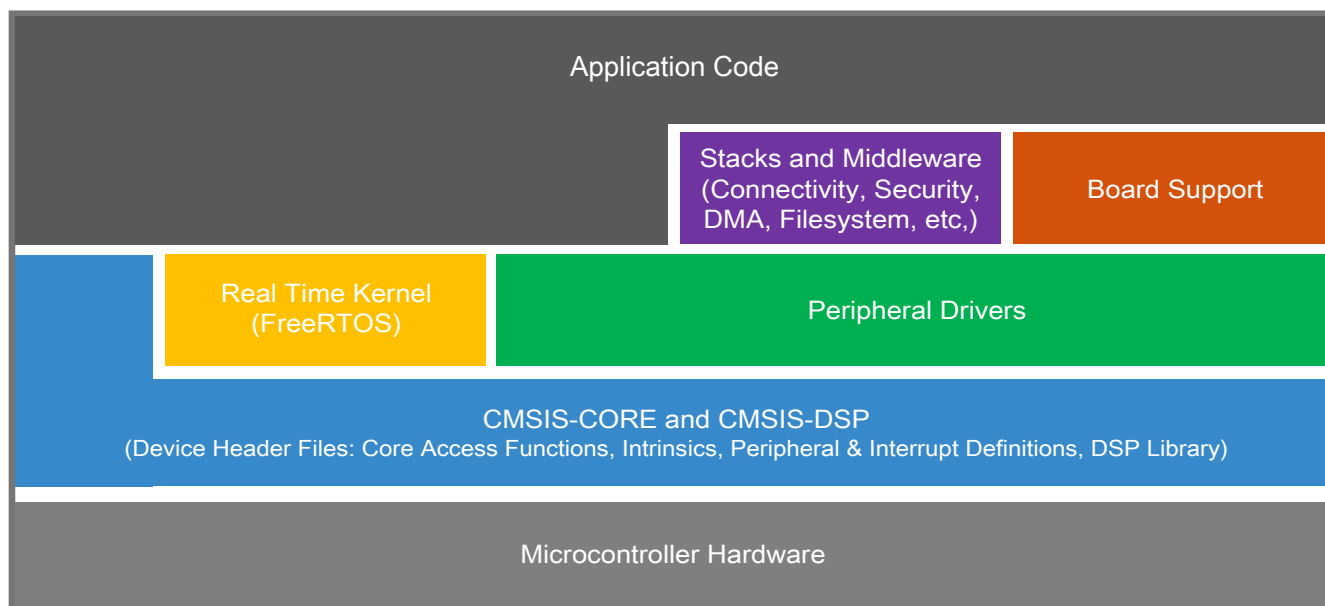 Application Code
Stacks and Middleware
(Connectivity, Security,
DMA, Filesystem, etc,)
Board Support
Real Time Kernel
(FreeRTOS)
Peripheral Drivers
CMSIS-CORE and CMSIS-DSP
(Device Header Files: Core Access Functions, Intrinsics, Peripheral & Interrupt Definitions, DSP Library)
Microcontroller Hardware